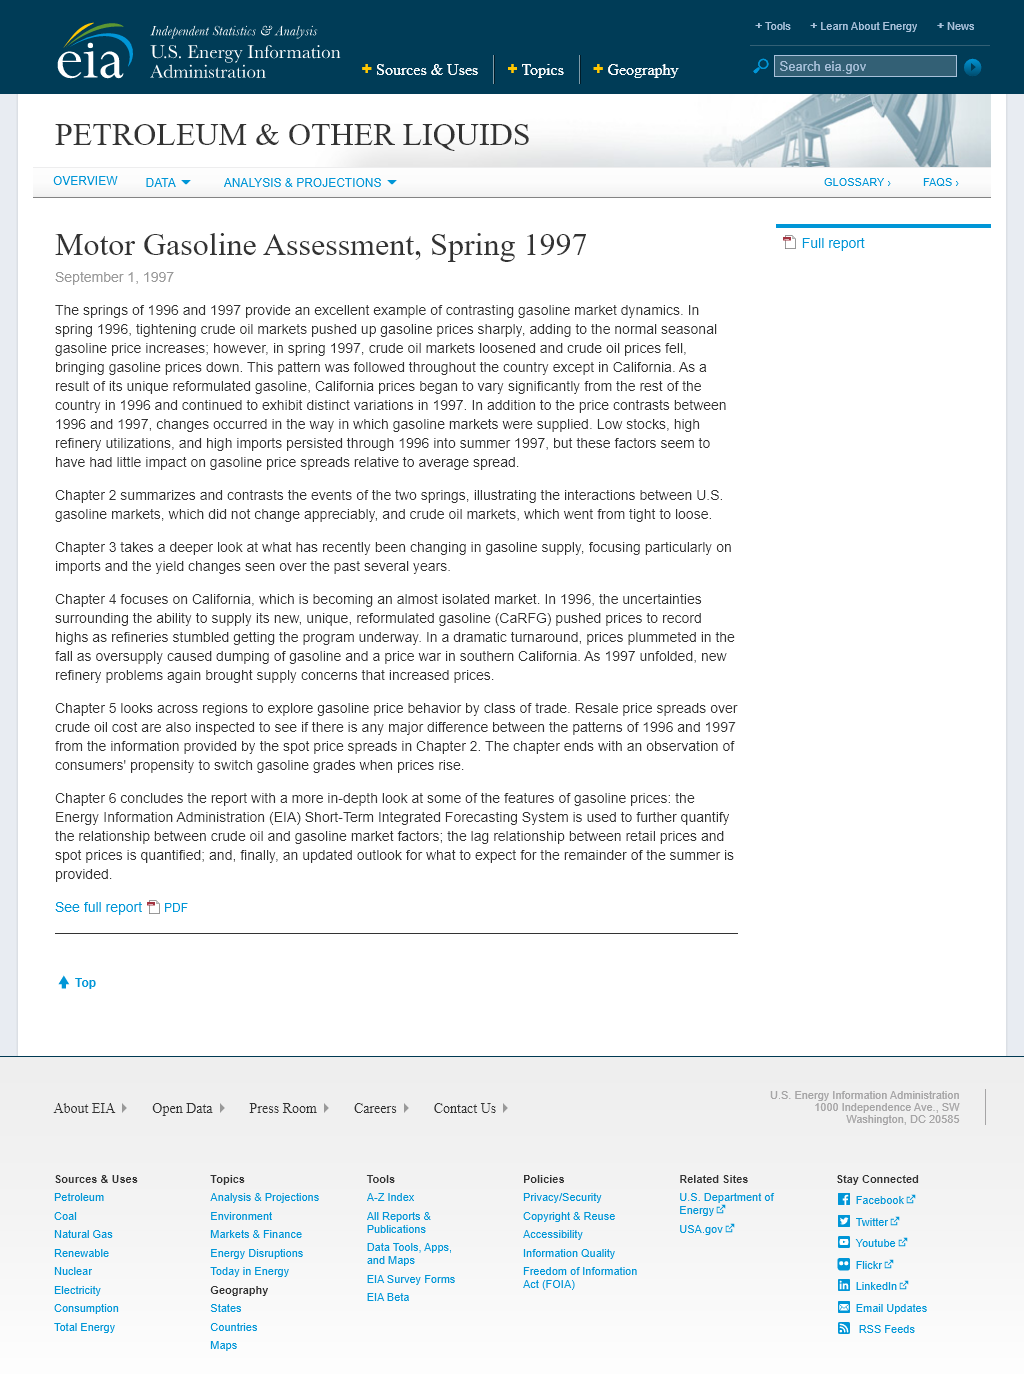 eia
Independent Statistics & Analysis
U.S. Energy Information
Administration
+ Sources & Uses
+ Topics
+ Geography
+ Tools
+ Learn About Energy
+ News
Search eia.gov
PETROLEUM & OTHER LIQUIDS
OVERVIEW
DATA
ANALYSIS & PROJECTIONS
GLOSSARY ›
FAQS ›
Motor Gasoline Assessment, Spring 1997
September 1, 1997
Full report
The springs of 1996 and 1997 provide an excellent example of contrasting gasoline market dynamics. In
spring 1996, tightening crude oil markets pushed up gasoline prices sharply, adding to the normal seasonal
gasoline price increases; however, in spring 1997, crude oil markets loosened and crude oil prices fell,
bringing gasoline prices down. This pattern was followed throughout the country except in California. As a
result of its unique reformulated gasoline, California prices began to vary significantly from the rest of the
country in 1996 and continued to exhibit distinct variations in 1997. In addition to the price contrasts between
1996 and 1997, changes occurred in the way in which gasoline markets were supplied. Low stocks, high
refinery utilizations, and high imports persisted through 1996 into summer 1997, but these factors seem to
have had little impact on gasoline price spreads relative to average spread.
Chapter 2 summarizes and contrasts the events of the two springs, illustrating the interactions between U.S.
gasoline markets, which did not change appreciably, and crude oil markets, which went from tight to loose.
Chapter 3 takes a deeper look at what has recently been changing in gasoline supply, focusing particularly on
imports and the yield changes seen over the past several years.
Chapter 4 focuses on California, which is becoming an almost isolated market. In 1996, the uncertainties
surrounding the ability to supply its new, unique, reformulated gasoline (CaRFG) pushed prices to record
highs as refineries stumbled getting the program underway. In a dramatic turnaround, prices plummeted in the
fall as oversupply caused dumping of gasoline and a price war in southern California. As 1997 unfolded, new
refinery problems again brought supply concerns that increased prices.
Chapter 5 looks across regions to explore gasoline price behavior by class of trade. Resale price spreads over
crude oil cost are also inspected to see if there is any major difference between the patterns of 1996 and 1997
from the information provided by the spot price spreads in Chapter 2. The chapter ends with an observation of
consumers' propensity to switch gasoline grades when prices rise.
Chapter 6 concludes the report with a more in-depth look at some of the features of gasoline prices: the
Energy Information Administration (EIA) Short-Term Integrated Forecasting System is used to further quantify
the relationship between crude oil and gasoline market factors; the lag relationship between retail prices and
spot prices is quantified; and, finally, an updated outlook for what to expect for the remainder of the summer is
provided.
See full report PDF
Top
About EIA
Open Data
Press Room
Careers
Contact Us
U.S. Energy Information Administration
1000 Independence Ave., SW
Washington, DC 20585
Sources & Uses
Petroleum
Coal
Natural Gas
Renewable
Nuclear
Electricity
Consumption
Total Energy
Topics
Analysis & Projections
Environment
Markets & Finance
Energy Disruptions
Today in Energy
Geography
States
Countries
Maps
Tools
A-Z Index
All Reports &
Publications
Data Tools, Apps,
and Maps
EIA Survey Forms
EIA Beta
Policies
Privacy/Security
Copyright & Reuse
Accessibility
Information Quality
Freedom of Information
Act (FOIA)
Related Sites
U.S. Department of
Energy
USA.gov
Stay Connected
Facebook
Twitter
Youtube
Flickr
LinkedIn
Email Updates
RSS Feeds